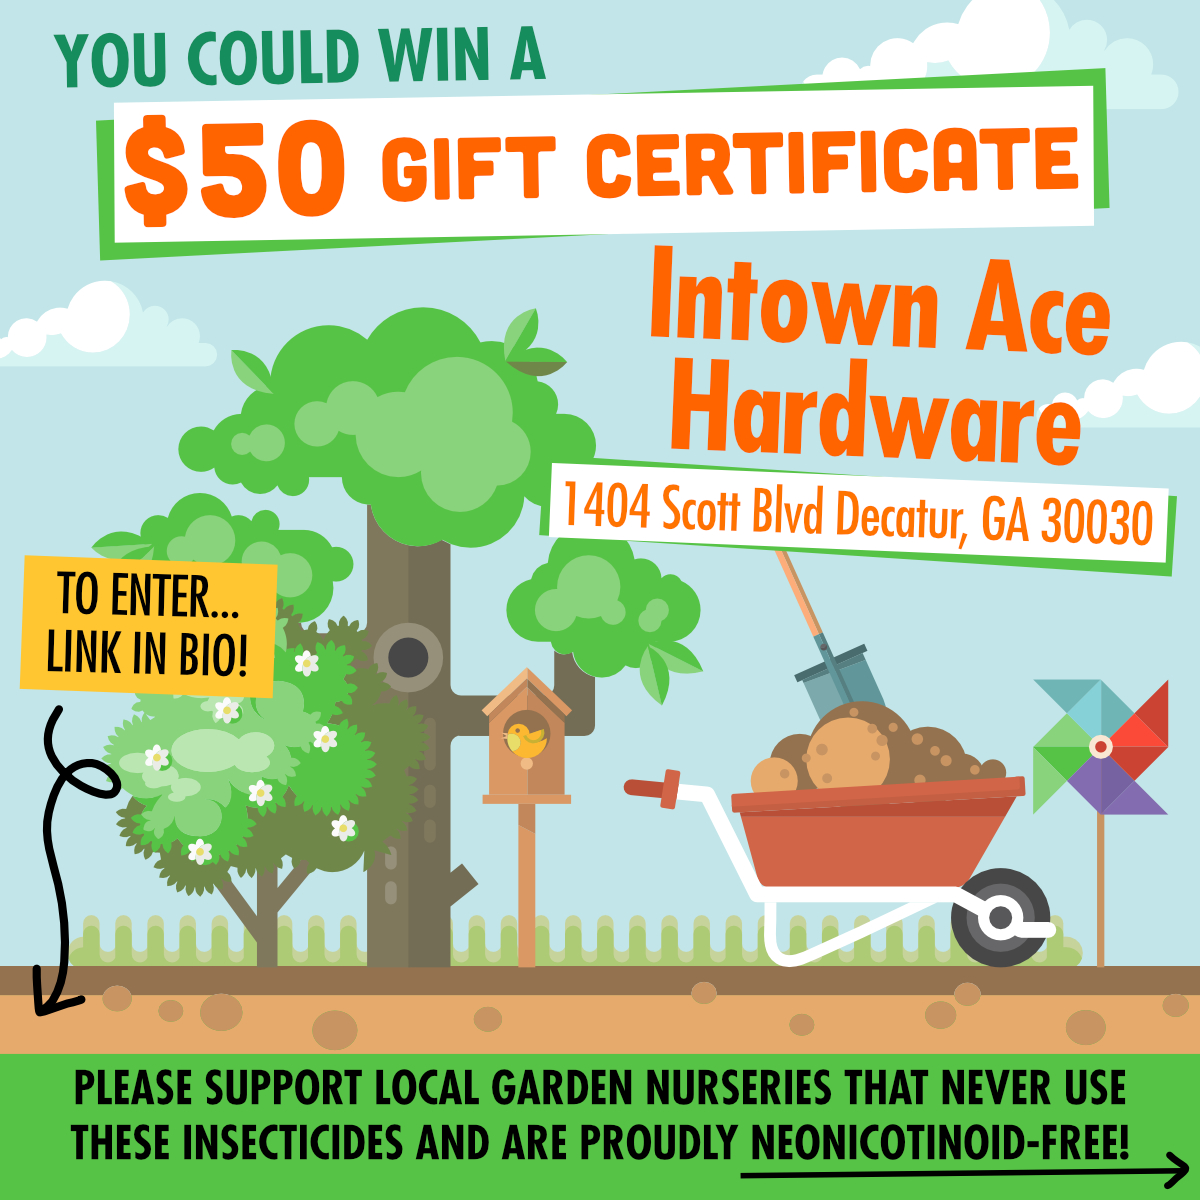 YOU COULD WIN A
$50 GIFT CERTIFICATE
Intown Ace
Hardware
1404 Scott Blvd Decatur, GA 30030
TO ENTER...
LINK IN BIO!
PLEASE SUPPORT LOCAL GARDEN NURSERIES THAT NEVER USE
THESE INSECTICIDES AND ARE PROUDLY NEONICOTINOID-FREE!